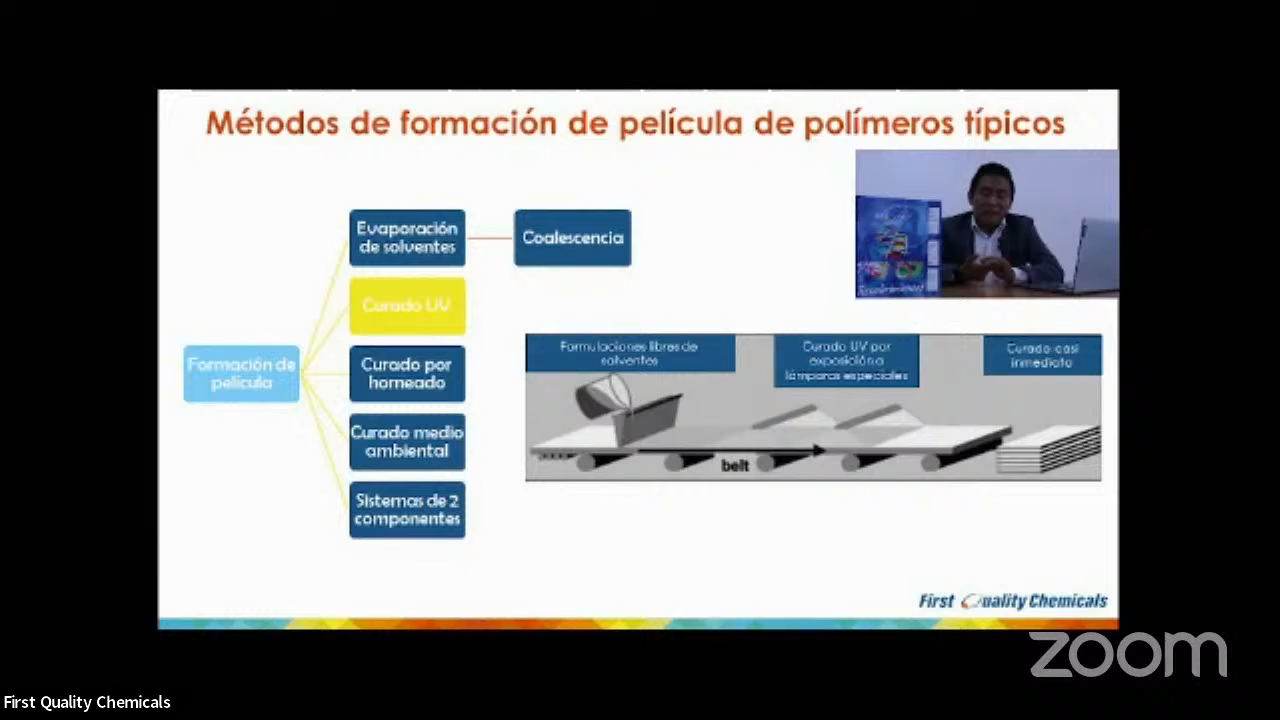 Métodos de formación de película de polímeros típicos
Evaporación
de solventes
Coalescencia
Curado UV
Formación de
película
Curado por
horneado
Curado medio
ambiental
Sistemas de 2
componentes
Formulaciones libres de
solventes
Curado UV por
exposición a
lámparas especiales
Curado casi
inmediato
belt
First Quality Chemicals
zoom
First Quality Chemicals